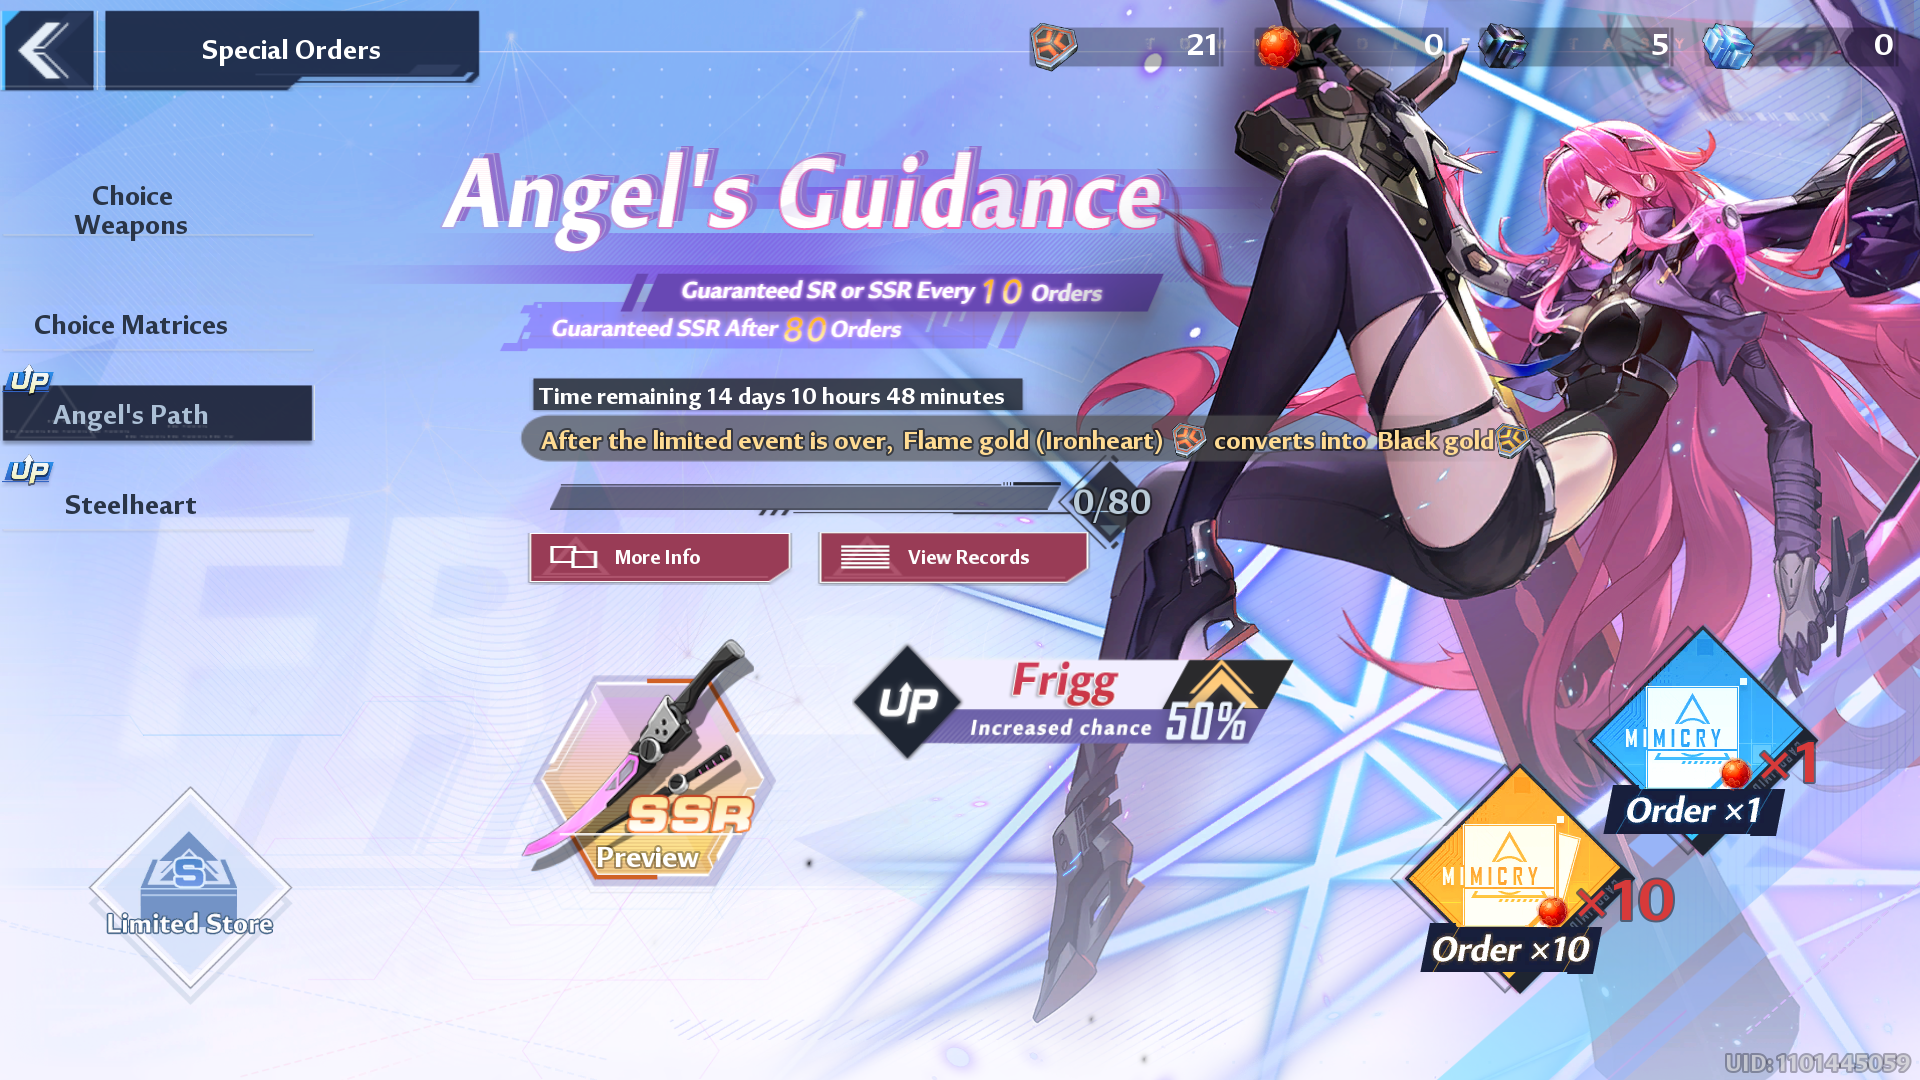 Special Orders
21
0
5
0
Choice
Weapons
Choice Matrices
UP
Angel's Path
UP
Steelheart
Limited Store
Angel's Guidance
Guaranteed SR or SSR Every 10 Orders
Guaranteed SSR After 80 Orders
Time remaining 14 days 10 hours 48 minutes
After the limited event is over, Flame gold (Ironheart) converts into Black gold
0/80
More Info
View Records
SSR
Preview
UP
Frigg
Increased chance 50%
MIMICRY
×1
Order ×1
MIMICRY
×10
Order ×10
UID: 1101445059